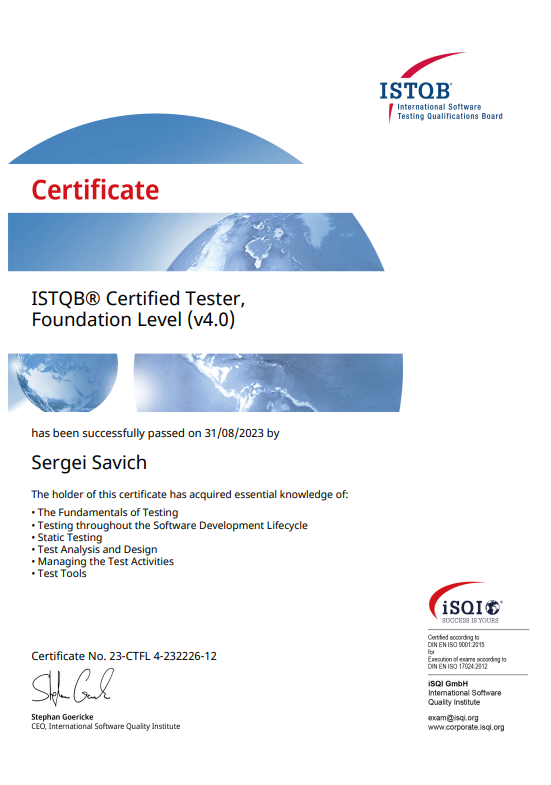 ISTQB®
International Software
Testing Qualifications Board
Certificate
ISTQB® Certified Tester,
Foundation Level (v4.0)
has been successfully passed on 31/08/2023 by
Sergei Savich
The holder of this certificate has acquired essential knowledge of:
• The Fundamentals of Testing
• Testing throughout the Software Development Lifecycle
• Static Testing
• Test Analysis and Design
• Managing the Test Activities
• Test Tools
iSQI®
SUCCESS IS YOURS
Certified according to
DIN EN ISO 9001:2015
for
Execution of exams according to
DIN EN ISO 17024:2012
Certificate No. 23-CTFL 4-232226-12
iSQI GmbH
International Software
Quality Institute
exam@isqi.org
www.corporate.isqi.org
Stephan Goericke
CEO, International Software Quality Institute